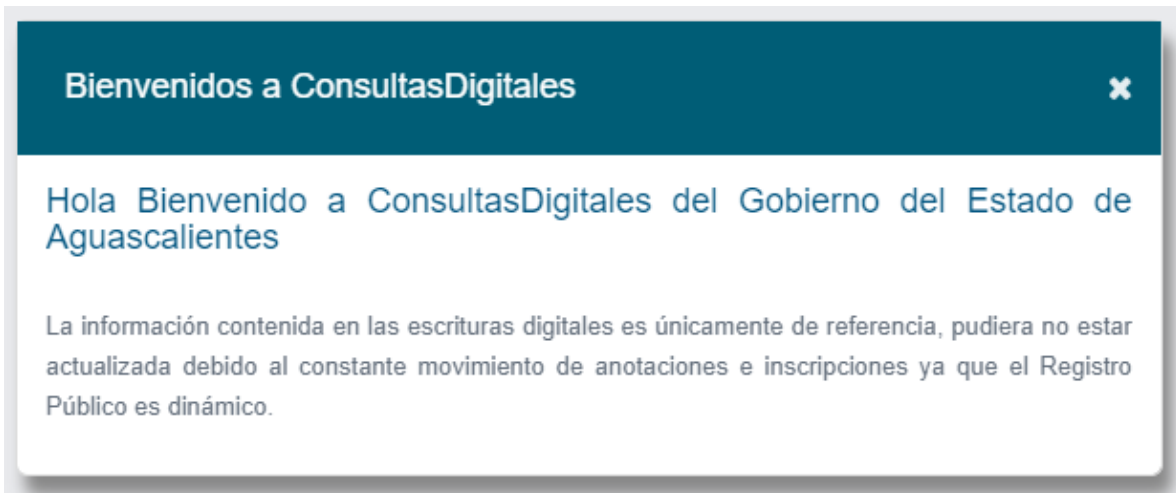 Bienvenidos a ConsultasDigitales
Hola Bienvenido a ConsultasDigitales del Gobierno del Estado de
Aguascalientes
La información contenida en las escrituras digitales es únicamente de referencia, pudiera no estar
actualizada debido al constante movimiento de anotaciones e inscripciones ya que el Registro
Público es dinámico.